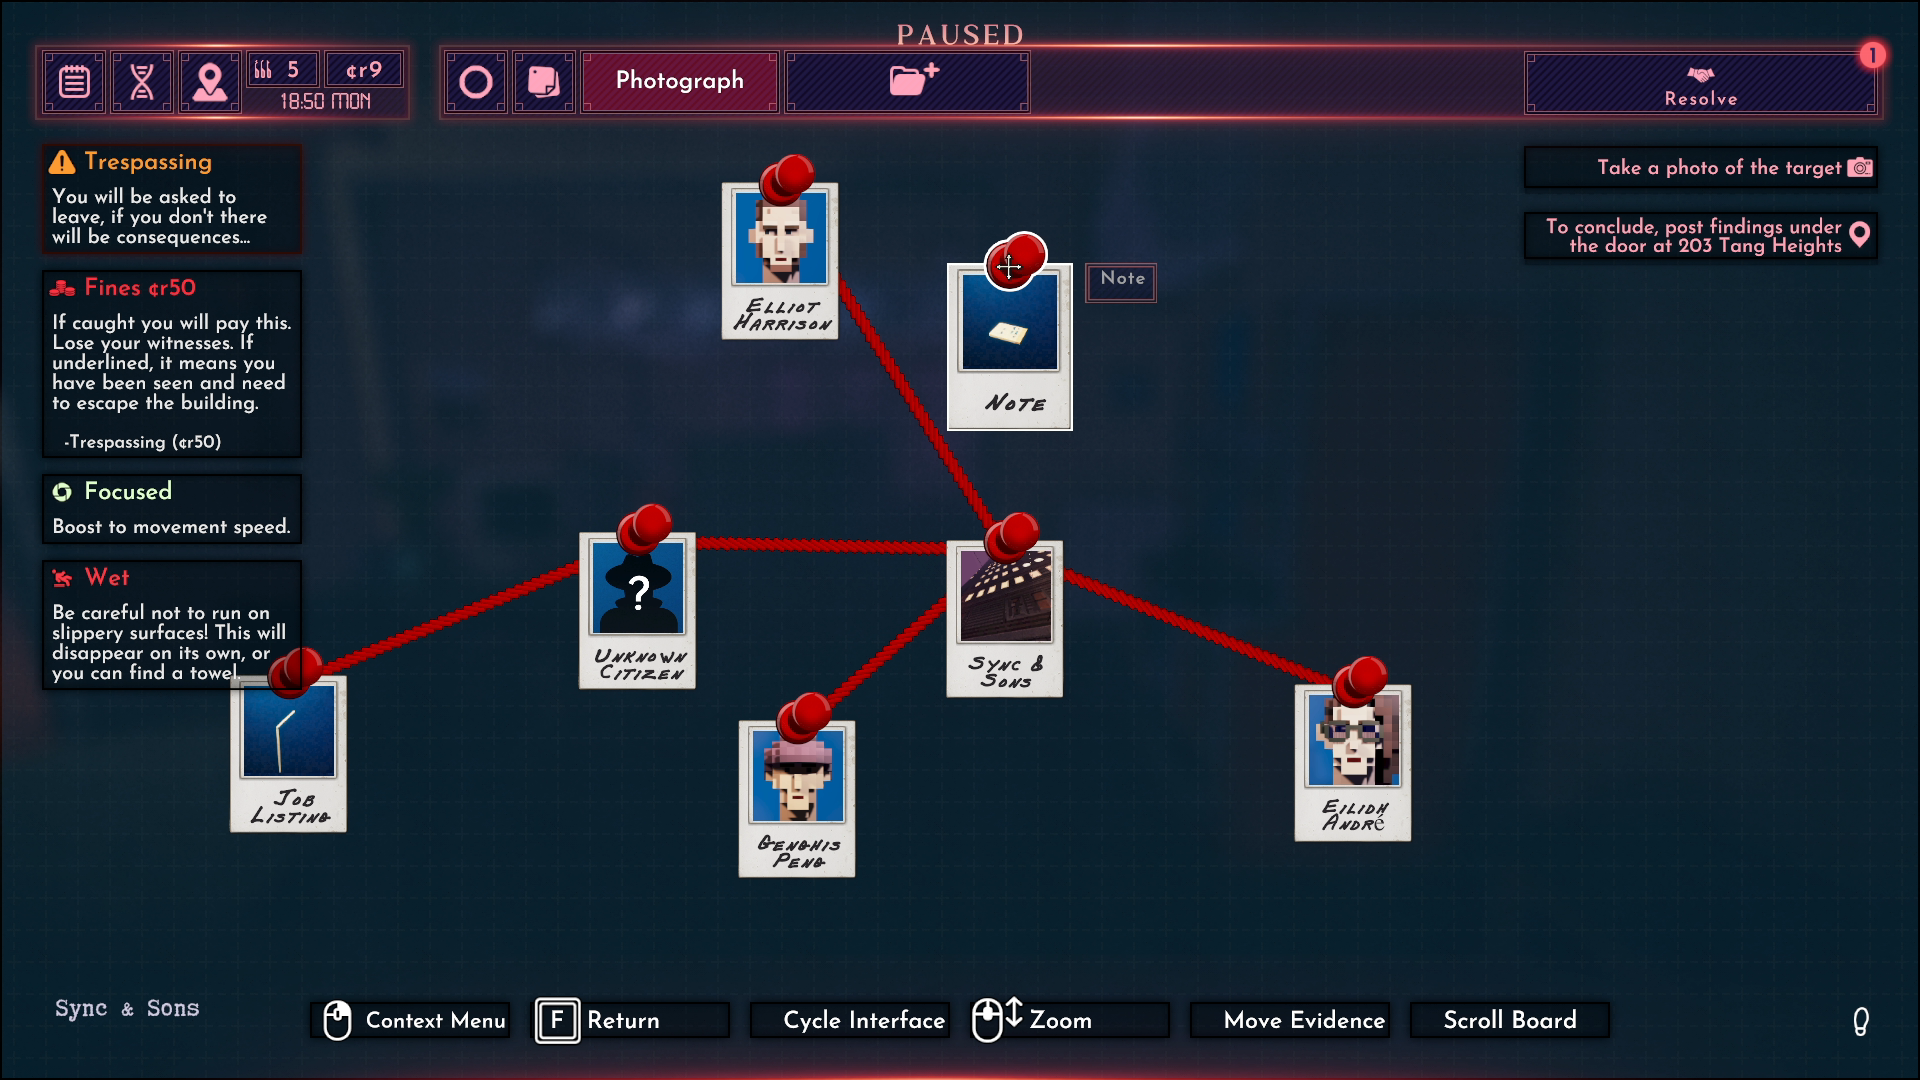 PAUSED
5
¢r9
18:50 MON
Photograph
1
Resolve
Trespassing
You will be asked to
leave, if you don't there
will be consequences...
Fines ¢r50
If caught you will pay this.
Lose your witnesses. If
underlined, it means you
have been seen and need
to escape the building.
-Trespassing (¢r50)
Focused
Boost to movement speed.
Wet
Be careful not to run on
slippery surfaces! This will
disappear on its own, or
you can find a towel.
Take a photo of the target
To conclude, post findings under
the door at 203 Tang Heights
Elliot
Harrison
Note
Note
?
Unknown
Citizen
Sync &
Sons
Job
Listing
Genghis
Peng
Eilidh
André
Sync & Sons
Context Menu
F
Return
Cycle Interface
Zoom
Move Evidence
Scroll Board